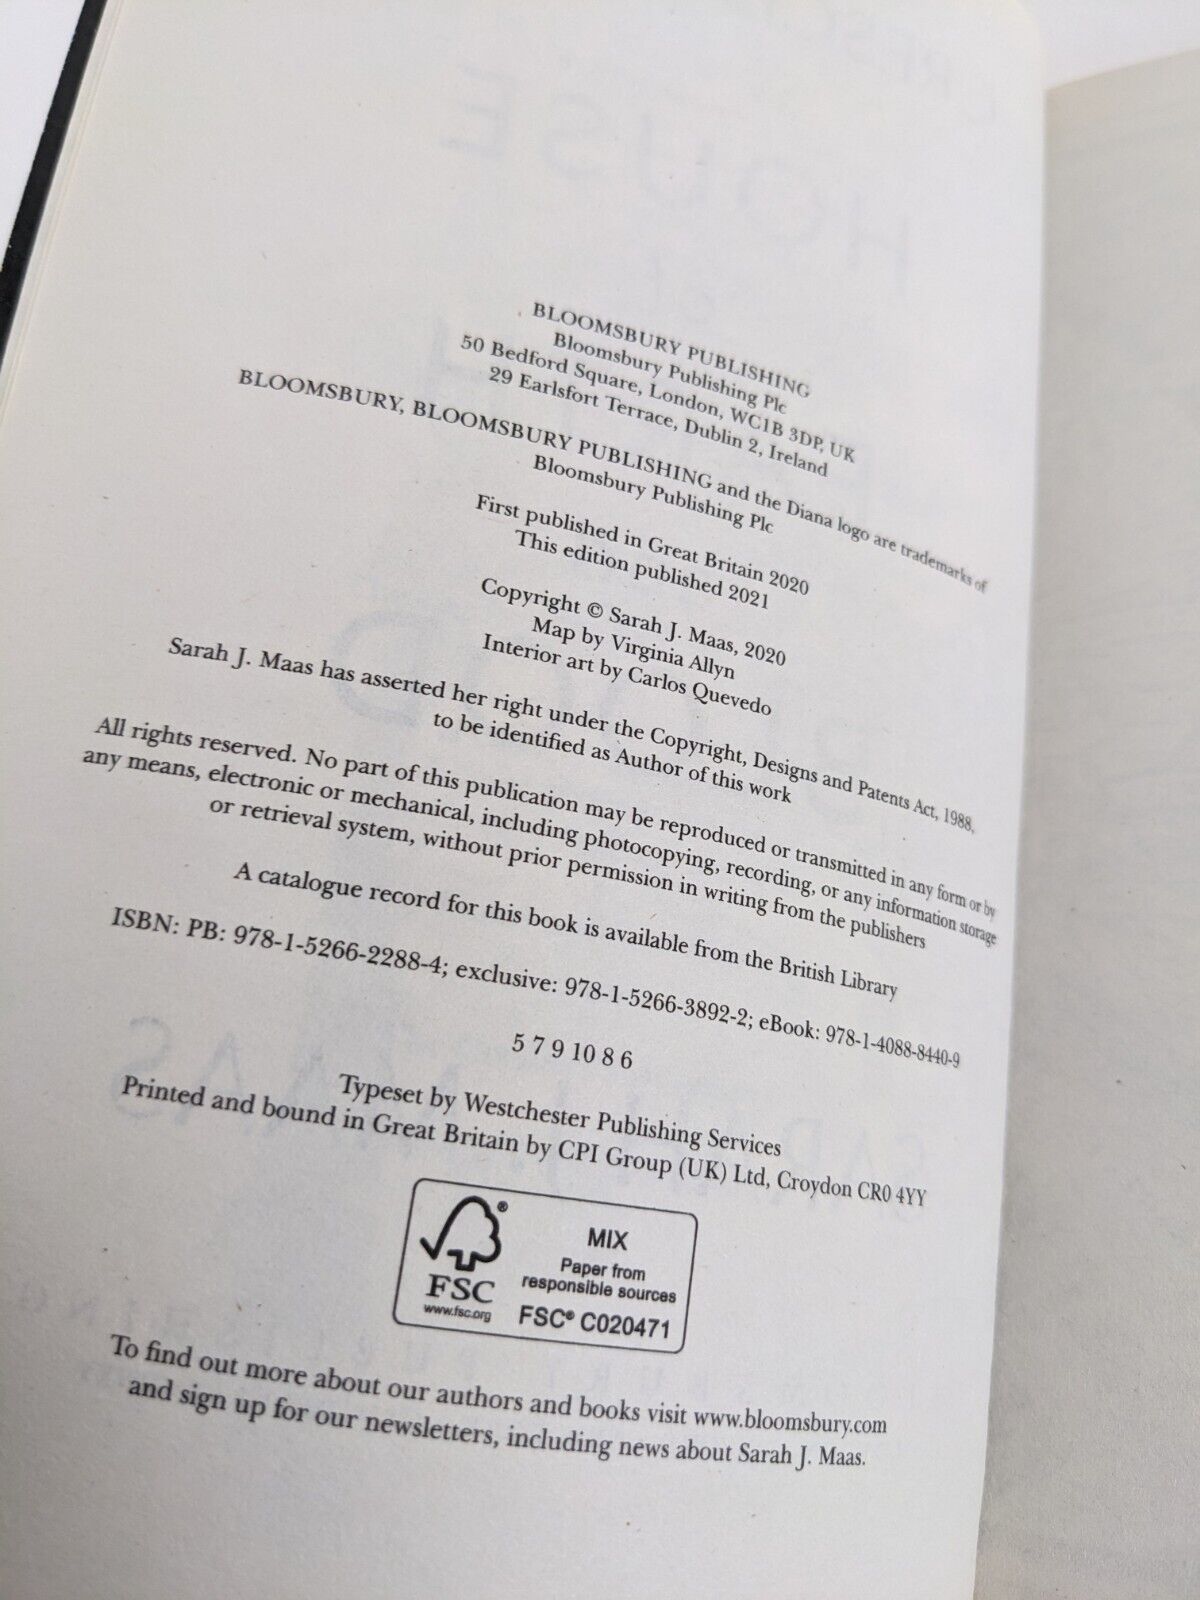 BLOOMSBURY PUBLISHING
Bloomsbury Publishing Plc
50 Bedford Square, London, WC1B 3DP, UK
29 Earlsfort Terrace, Dublin 2, Ireland
BLOOMSBURY, BLOOMSBURY PUBLISHING and the Diana logo are trademarks of
Bloomsbury Publishing Plc
First published in Great Britain 2020
This edition published 2021
Copyright © Sarah J. Maas, 2020
Map by Virginia Allyn
Interior art by Carlos Quevedo
Sarah J. Maas has asserted her right under the Copyright, Designs and Patents Act, 1988,
to be identified as Author of this work
All rights reserved. No part of this publication may be reproduced or transmitted in any form or by
any means, electronic or mechanical, including photocopying, recording, or any information storage
or retrieval system, without prior permission in writing from the publishers
A catalogue record for this book is available from the British Library
ISBN: PB: 978-1-5266-2288-4; exclusive: 978-1-5266-3892-2; eBook: 978-1-4088-8440-9
5 7 9 10 8 6
Typeset by Westchester Publishing Services
Printed and bound in Great Britain by CPI Group (UK) Ltd, Croydon CR0 4YY
®
FSC
www.fsc.org
MIX
Paper from
responsible sources
FSC® C020471
To find out more about our authors and books visit www.bloomsbury.com
and sign up for our newsletters, including news about Sarah J. Maas.